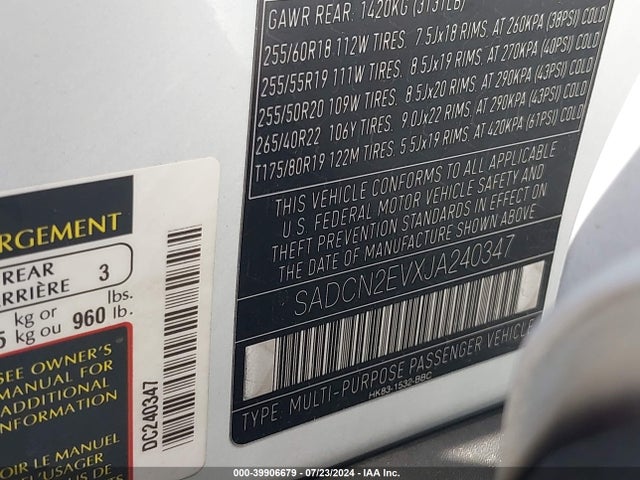 GAWR REAR: 1420KG (3131LB)
255/60R18 112W TIRES. 7.5Jx18 RIMS. AT 260KPA (38PSI) COLD
255/55R19 111W TIRES. 8.5Jx19 RIMS. AT 270KPA (40PSI) COLD
255/50R20 109W TIRES. 8.5Jx20 RIMS. AT 290KPA (43PSI) COLD
265/40R22 106Y TIRES. 9.0Jx22 RIMS. AT 290KPA (43PSI) COLD
T175/80R19 122M TIRES. 5.5Jx19 RIMS. AT 420KPA (61PSI) COLD
THIS VEHICLE CONFORMS TO ALL APPLICABLE
U.S. FEDERAL MOTOR VEHICLE SAFETY AND
THEFT PREVENTION STANDARDS IN EFFECT ON
THE DATE OF MANUFACTURE SHOWN ABOVE.
SADCN2EVXJA240347
TYPE: MULTI-PURPOSE PASSENGER VEHICLE
HK83-1532-BBC
RGEMENT
REAR 3
ARRIÈRE
5 kg or lbs.
kg ou 960 lb.
SEE OWNER'S
MANUAL FOR
ADDITIONAL
INFORMATION
DC240347
VOIR LE MANUEL
L'USAGER
000-39906679 - 07/23/2024 - IAA Inc.